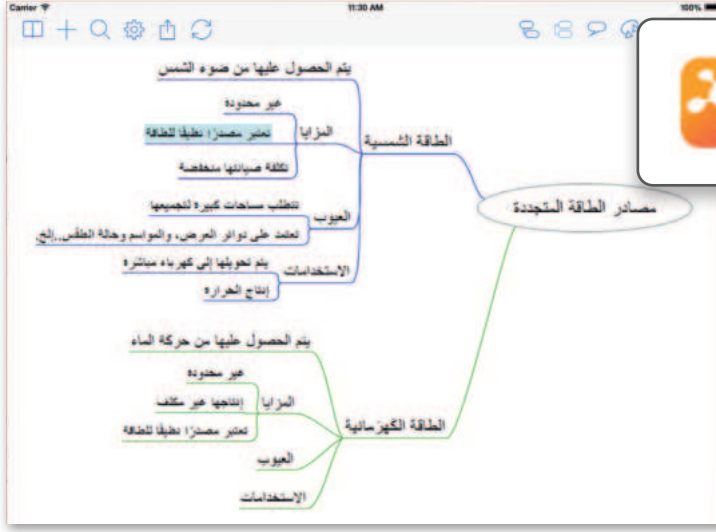 Carrier
11:30 AM
100%
مصادر الطاقة المتجددة
الطاقة الشمسية
يتم الحصول عليها من ضوء الشمس
المزايا
غير محدودة
تعتبر مصدرًا نظيفًا للطاقة
تكلفة صيانتها منخفضة
العيوب
تتطلب مساحات كبيرة لتجميعها
تعتمد على دوائر العرض، والمواسم وحالة الطقس..إلخ.
الاستخدامات
يتم تحويلها إلى كهرباء مباشرة
إنتاج الحرارة
الطاقة الكهرمائية
يتم الحصول عليها من حركة الماء
المزايا
غير محدودة
إنتاجها غير مكلف
تعتبر مصدرًا نظيفًا للطاقة
العيوب
الاستخدامات